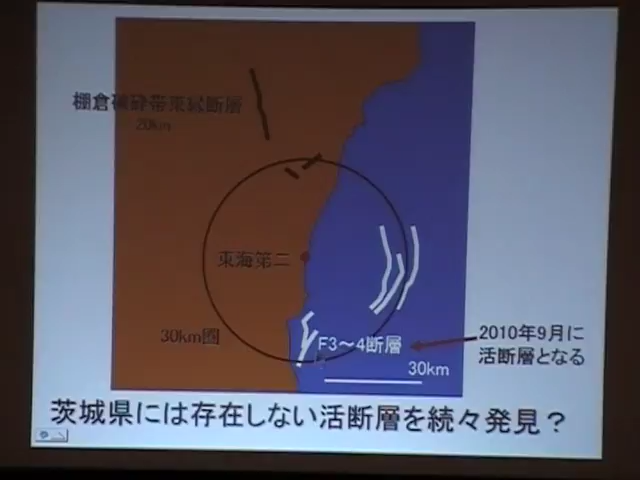 棚倉破砕帯東縁断層
20km
東海第二
30km圏
F3〜4断層
30km
2010年9月に
活断層となる
茨城県には存在しない活断層を続々発見？